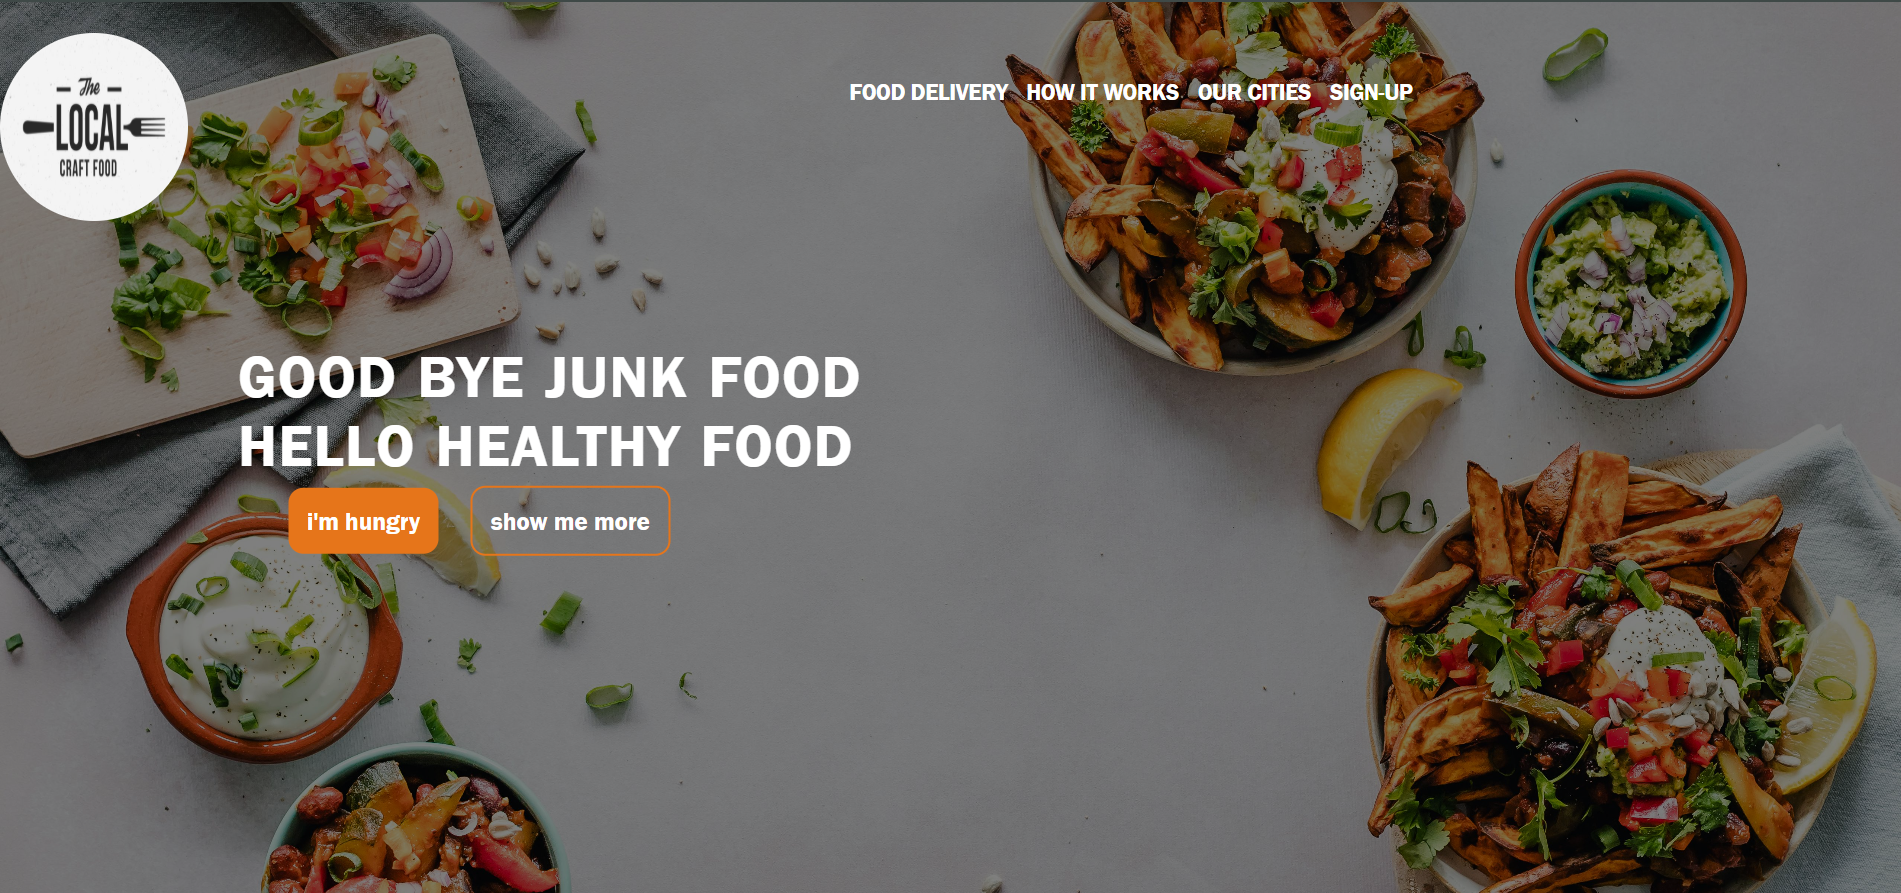 The
LOCAL
CRAFT FOOD
FOOD DELIVERY HOW IT WORKS OUR CITIES SIGN-UP
GOOD BYE JUNK FOOD
HELLO HEALTHY FOOD
i'm hungry show me more